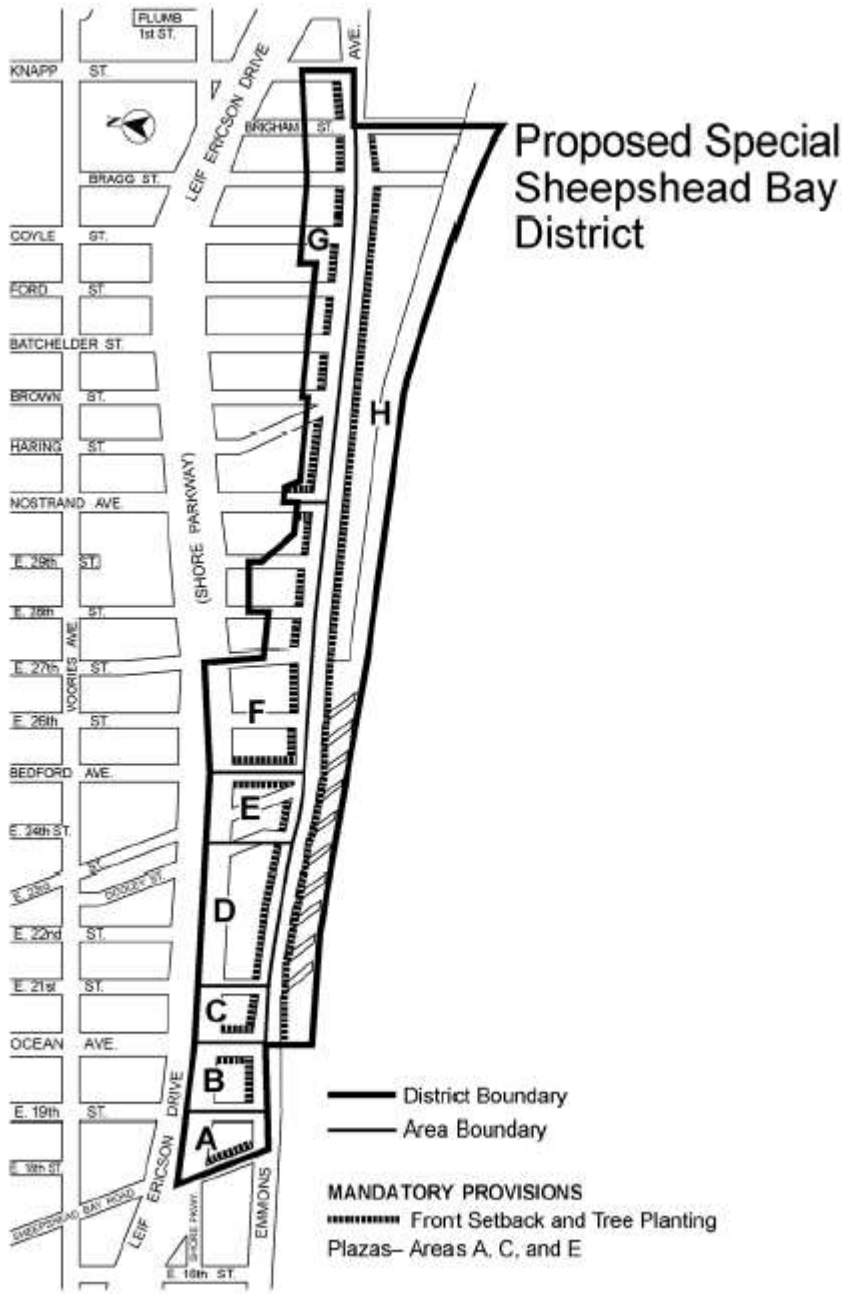 PLUMB
1st ST.
AVE.
KNAPP ST.
LEIF ERICSON DRIVE
N
BRIGHAM ST.
Proposed Special
Sheepshead Bay
District
BRAGG ST.
COYLE ST.
G
FORD ST.
BATCHELDER ST.
BROWN ST.
H
HARING ST.
NOSTRAND AVE.
(SHORE PARKWAY)
E. 29th ST.
E. 28th ST.
VOORIES AVE.
E. 27th ST.
F
E. 26th ST.
BEDFORD AVE.
E
E. 24th ST.
E. 23rd ST.
DOOLEY ST.
D
E. 22nd ST.
E. 21st ST.
C
OCEAN AVE.
B
District Boundary
E. 19th ST.
Area Boundary
A
E. 18th ST.
LEIF ERICSON DRIVE
SHEEPSHEAD BAY ROAD
SHORE PKWY.
EMMONS
MANDATORY PROVISIONS
Front Setback and Tree Planting
Plazas– Areas A, C, and E
E. 16th ST.